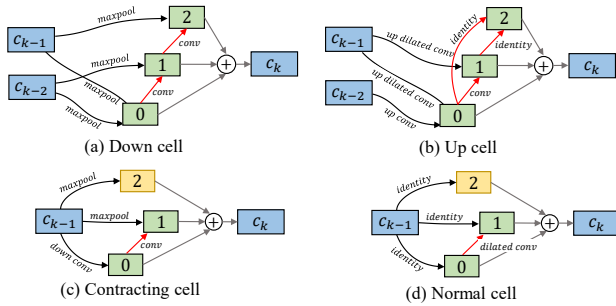 c_{k-1}
c_{k-2}
maxpool
maxpool
maxpool
maxpool
conv
conv
2
1
0
+
c_k
(a) Down cell
c_{k-1}
c_{k-2}
up dilated conv
up dilated conv
up conv
identity
identity
conv
2
1
0
+
c_k
(b) Up cell
c_{k-1}
maxpool
maxpool
down conv
conv
2
1
0
+
c_k
(c) Contracting cell
c_{k-1}
identity
identity
identity
dilated conv
2
1
0
+
c_k
(d) Normal cell